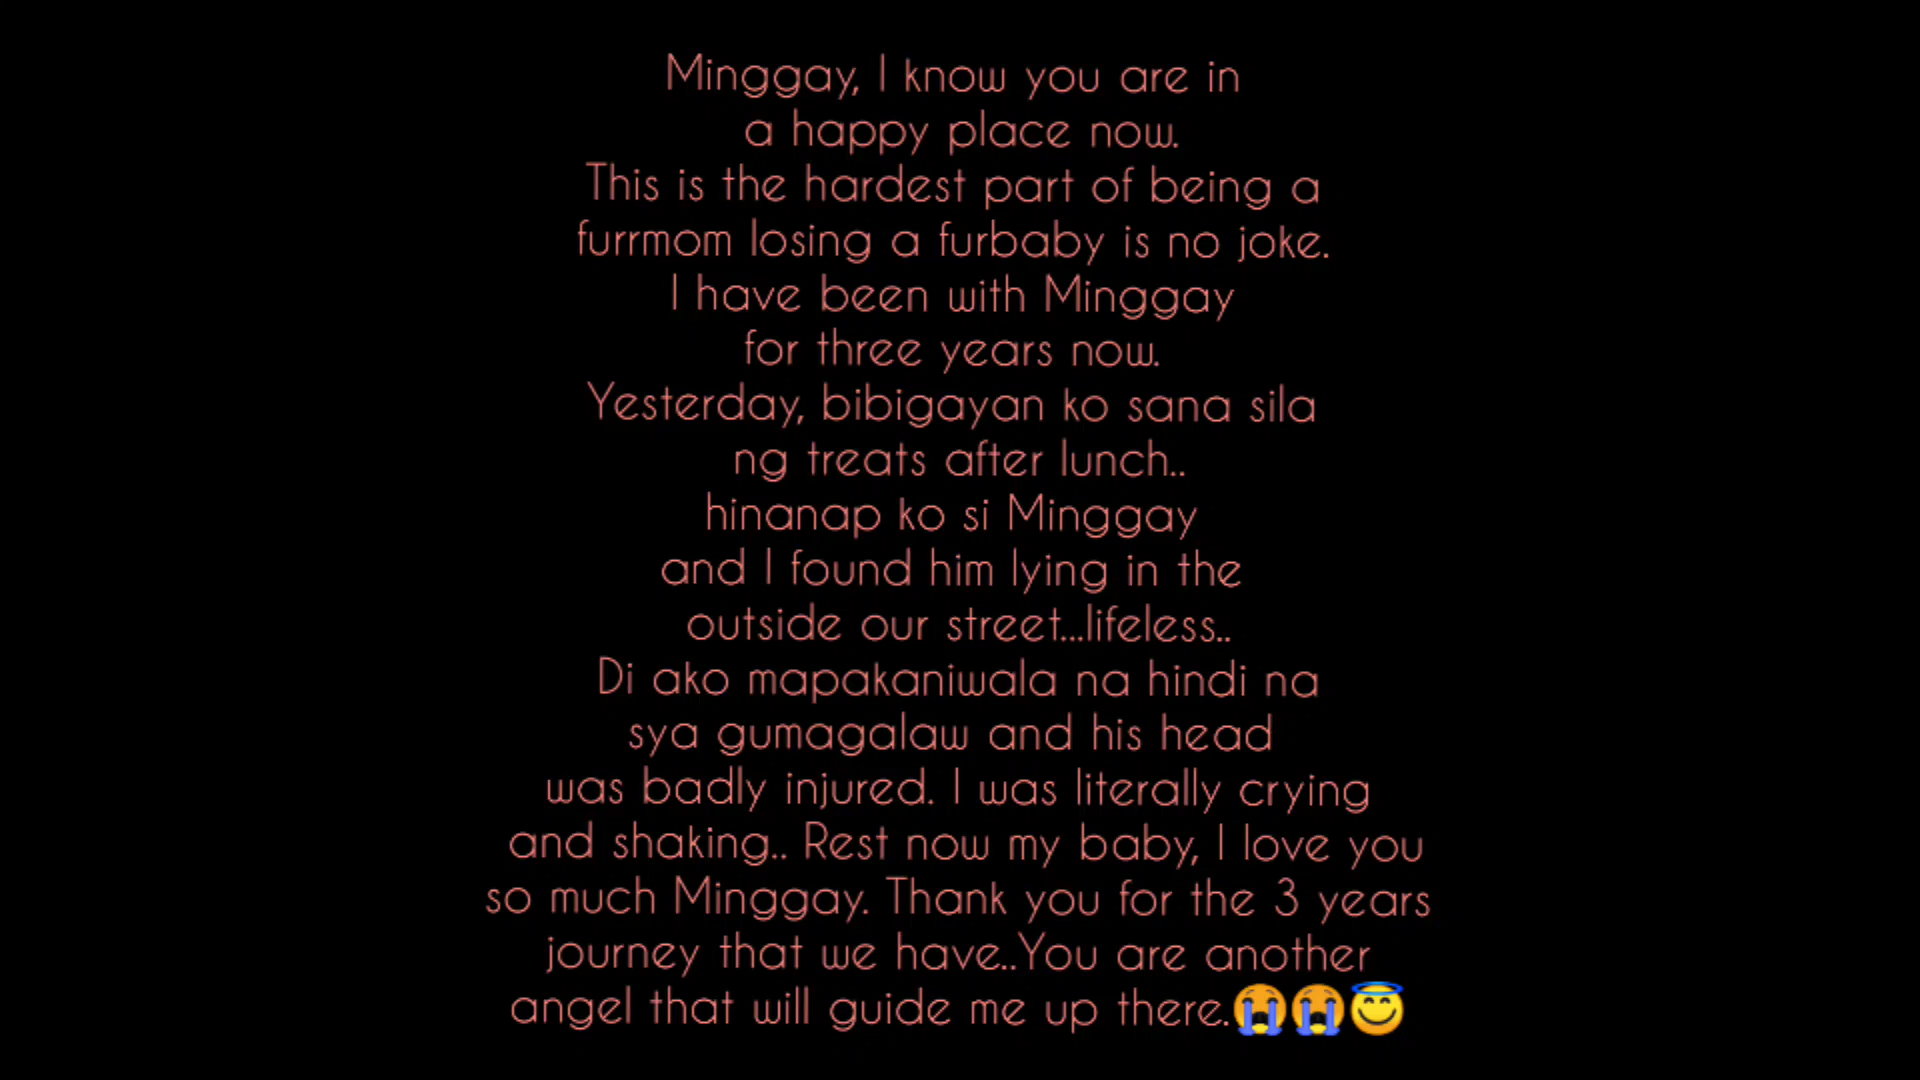 Minggay, I know you are in
a happy place now.
This is the hardest part of being a
furrmom losing a furbaby is no joke.
I have been with Minggay
for three years now.
Yesterday, bibigayan ko sana sila
ng treats after lunch..
hinanap ko si Minggay
and I found him lying in the
outside our street...lifeless..
Di ako mapakaniwala na hindi na
sya gumagalaw and his head
was badly injured. I was literally crying
and shaking.. Rest now my baby, I love you
so much Minggay. Thank you for the 3 years
journey that we have..You are another
angel that will guide me up there.😭😭😇